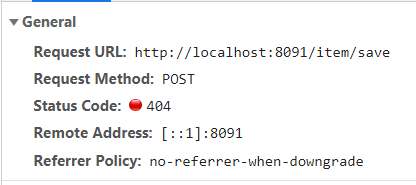 General
Request URL: http://localhost:8091/item/save
Request Method: POST
Status Code: 404
Remote Address: [::1]:8091
Referrer Policy: no-referrer-when-downgrade